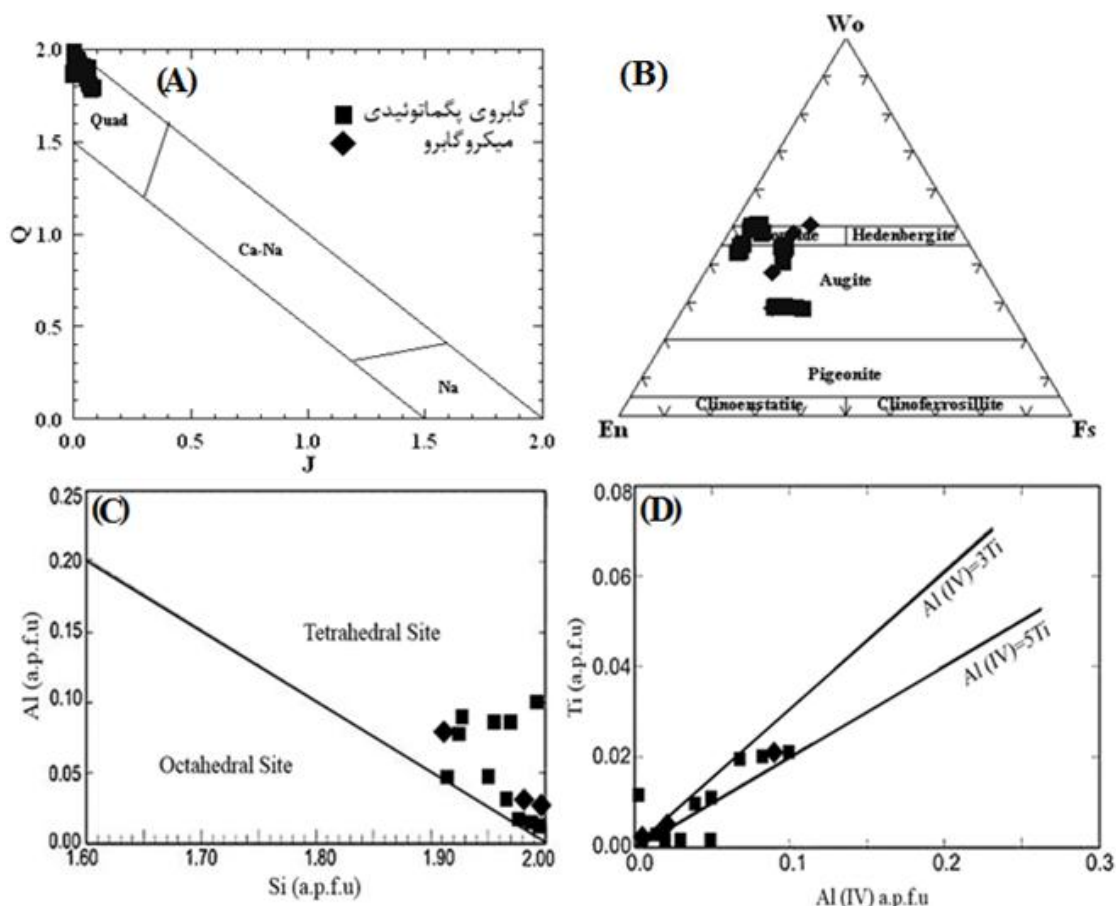 (A)
2.0
1.5
1.0
0.5
0.0
Q
Quad
Ca-Na
Na
گابروی پگماتوئیدی
میکروگابرو
0.0
1.0
1.5
2.0
J
(B)
Wo
Hedenbergite
Augite
Pigeonite
Clinoenstatite
Clinoferrosillite
En
Fs
(C)
0.25
0.20
0.15
0.10
0.05
0.00
Al (a.p.f.u)
Tetrahedral Site
Octahedral Site
1.60
1.70
1.80
1.90
2.00
Si (a.p.f.u)
(D)
0.08
0.06
0.04
0.02
0.00
Ti (a.p.f.u)
Al (IV)=3Ti
Al (IV)=5Ti
0.0
0.1
0.2
0.3
Al (IV) a.p.f.u